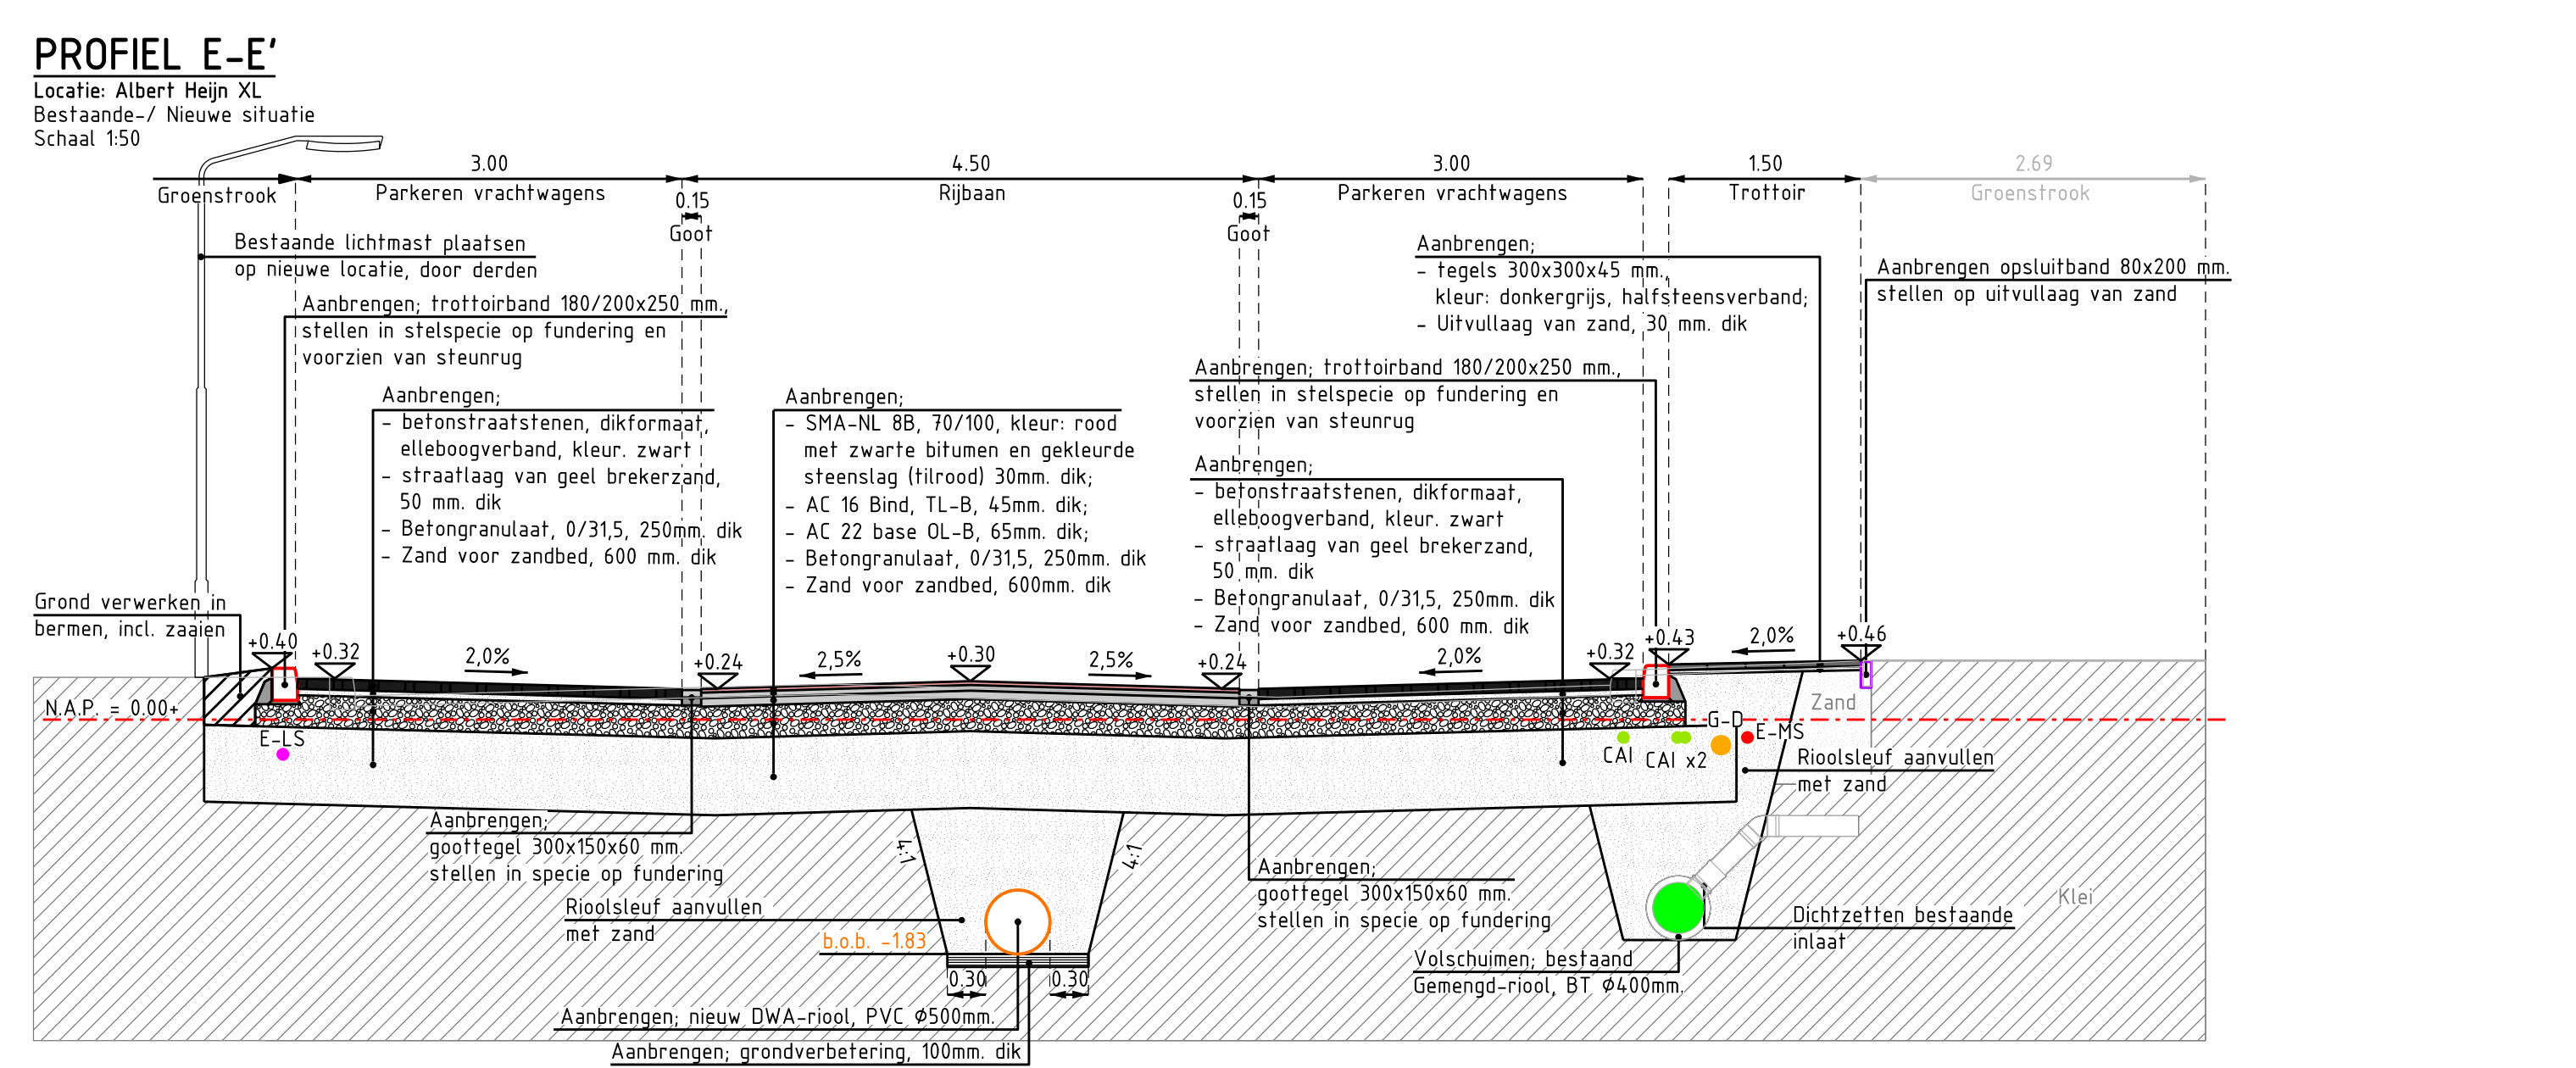 PROFIEL E-E'
Locatie: Albert Heijn XL
Bestaande-/ Nieuwe situatie
Schaal 1:50
3.00
4.50
3.00
1.50
2.69
Groenstrook
Parkeren vrachtwagens
Rijbaan
Parkeren vrachtwagens
Trottoir
Groenstrook
0.15
Goot
0.15
Goot
Bestaande lichtmast plaatsen
op nieuwe locatie, door derden
Aanbrengen;
- tegels 300x300x45 mm.,
kleur: donkergrijs, halfsteensverband;
- Uitvullaag van zand, 30 mm. dik
Aanbrengen opsluitband 80x200 mm.
stellen op uitvullaag van zand
Aanbrengen; trottoirband 180/200x250 mm.,
stellen in stelspecie op fundering en
voorzien van steunrug
Aanbrengen; trottoirband 180/200x250 mm.,
stellen in stelspecie op fundering en
voorzien van steunrug
Aanbrengen;
- betonstraatstenen, dikformaat,
elleboogverband, kleur. zwart
- straatlaag van geel brekerzand,
50 mm. dik
- Betongranulaat, 0/31,5, 250mm. dik
- Zand voor zandbed, 600 mm. dik
Aanbrengen;
- SMA-NL 8B, 70/100, kleur: rood
met zwarte bitumen en gekleurde
steenslag (tilrood) 30mm. dik;
- AC 16 Bind, TL-B, 45mm. dik;
- AC 22 base OL-B, 65mm. dik;
- Betongranulaat, 0/31,5, 250mm. dik
- Zand voor zandbed, 600mm. dik
Aanbrengen;
- betonstraatstenen, dikformaat,
elleboogverband, kleur. zwart
- straatlaag van geel brekerzand,
50 mm. dik
- Betongranulaat, 0/31,5, 250mm. dik
- Zand voor zandbed, 600 mm. dik
Grond verwerken in
bermen, incl. zaaien
+0.40
+0.32
2,0%
+0.24
2,5%
+0.30
2,5%
+0.24
2,0%
+0.32
+0.43
2,0%
+0.46
N.A.P. = 0.00+
Zand
E-LS
CAI
CAI x2
G-D
E-MS
Rioolsleuf aanvullen
met zand
Aanbrengen;
goottegel 300x150x60 mm.
stellen in specie op fundering
4:1
4:1
Aanbrengen;
goottegel 300x150x60 mm.
stellen in specie op fundering
Klei
Rioolsleuf aanvullen
met zand
b.o.b. -1.83
Dichtzetten bestaande
inlaat
Volschuimen; bestaand
Gemengd-riool, BT Ø400mm.
0.30
0.30
Aanbrengen; nieuw DWA-riool, PVC Ø500mm.
Aanbrengen; grondverbetering, 100mm. dik